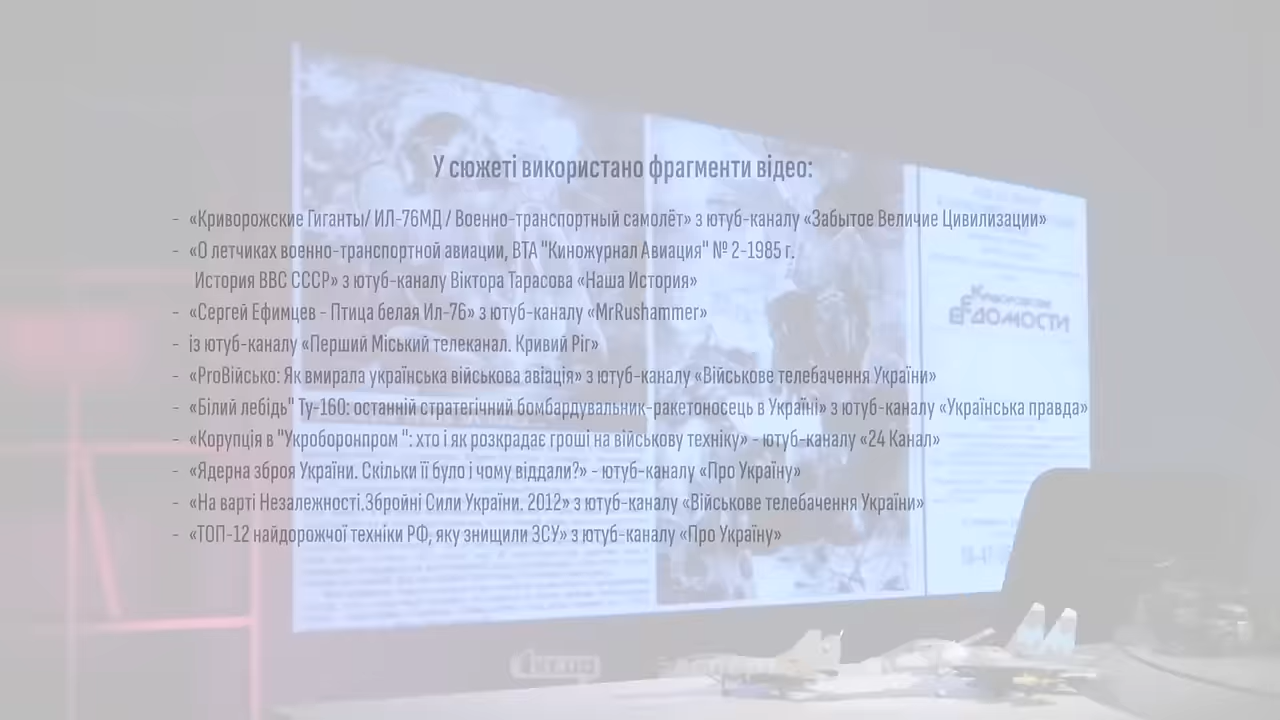 У сюжеті використано фрагменти відео:
- «Криворожские Гиганты/ ИЛ-76МД / Военно-транспортный самолёт» з ютуб-каналу «Забытое Величие Цивилизации»
- «О летчиках военно-транспортной авиации, ВТА "Киножурнал Авиация" № 2-1985 г.
История ВВС СССР» з ютуб-каналу Віктора Тарасова «Наша История»
- «Сергей Ефимцев - Птица белая Ил-76» з ютуб-каналу «MrRushammer»
- із ютуб-каналу «Перший Міський телеканал. Кривий Ріг»
- «ProВійсько: Як вмирала українська військова авіація» з ютуб-каналу «Військове телебачення України»
- «Білий лебідь" Ту-160: останній стратегічний бомбардувальник-ракетоносець в Україні» з ютуб-каналу «Українська правда»
- «Корупція в "Укроборонпром ": хто і як розкрадає гроші на військову техніку» - ютуб-каналу «24 Канал»
- «Ядерна зброя України. Скільки її було і чому віддали?» - ютуб-каналу «Про Україну»
- «На варті Незалежності.Збройні Сили України. 2012» з ютуб-каналу «Військове телебачення України»
- «ТОП-12 найдорожчої техніки РФ, яку знищили ЗСУ» з ютуб-каналу «Про Україну»